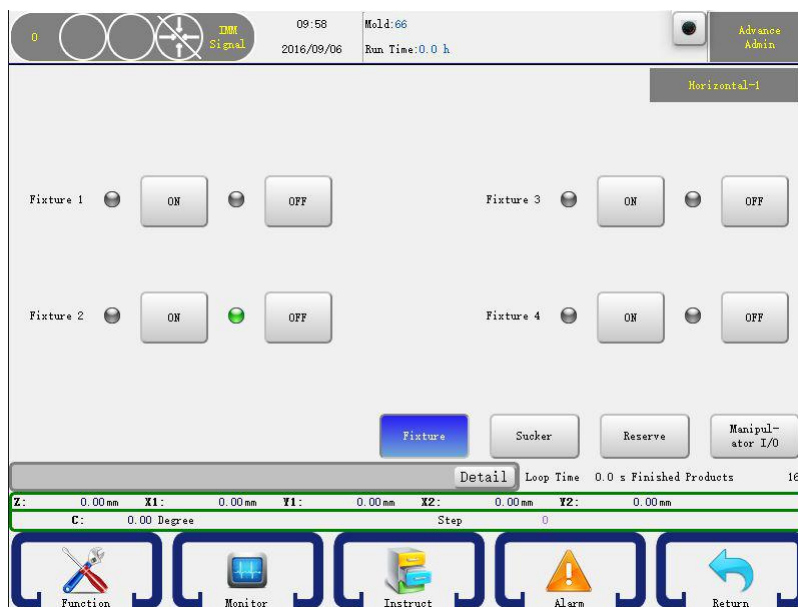 0
IMM
Signal
09:58
2016/09/06
Mold:66
Run Time:0.0 h
Advance
Admin
Horizontal-1
Fixture 1 ON OFF
Fixture 3 ON OFF
Fixture 2 ON OFF
Fixture 4 ON OFF
Fixture
Sucker
Reserve
Manipul-
ator I/O
Detail Loop Time 0.0 s Finished Products 16
Z: 0.00mm X1: 0.00mm Y1: 0.00mm X2: 0.00mm Y2: 0.00mm
C: 0.00 Degree Step 0
Function Monitor Instruct Alarm Return